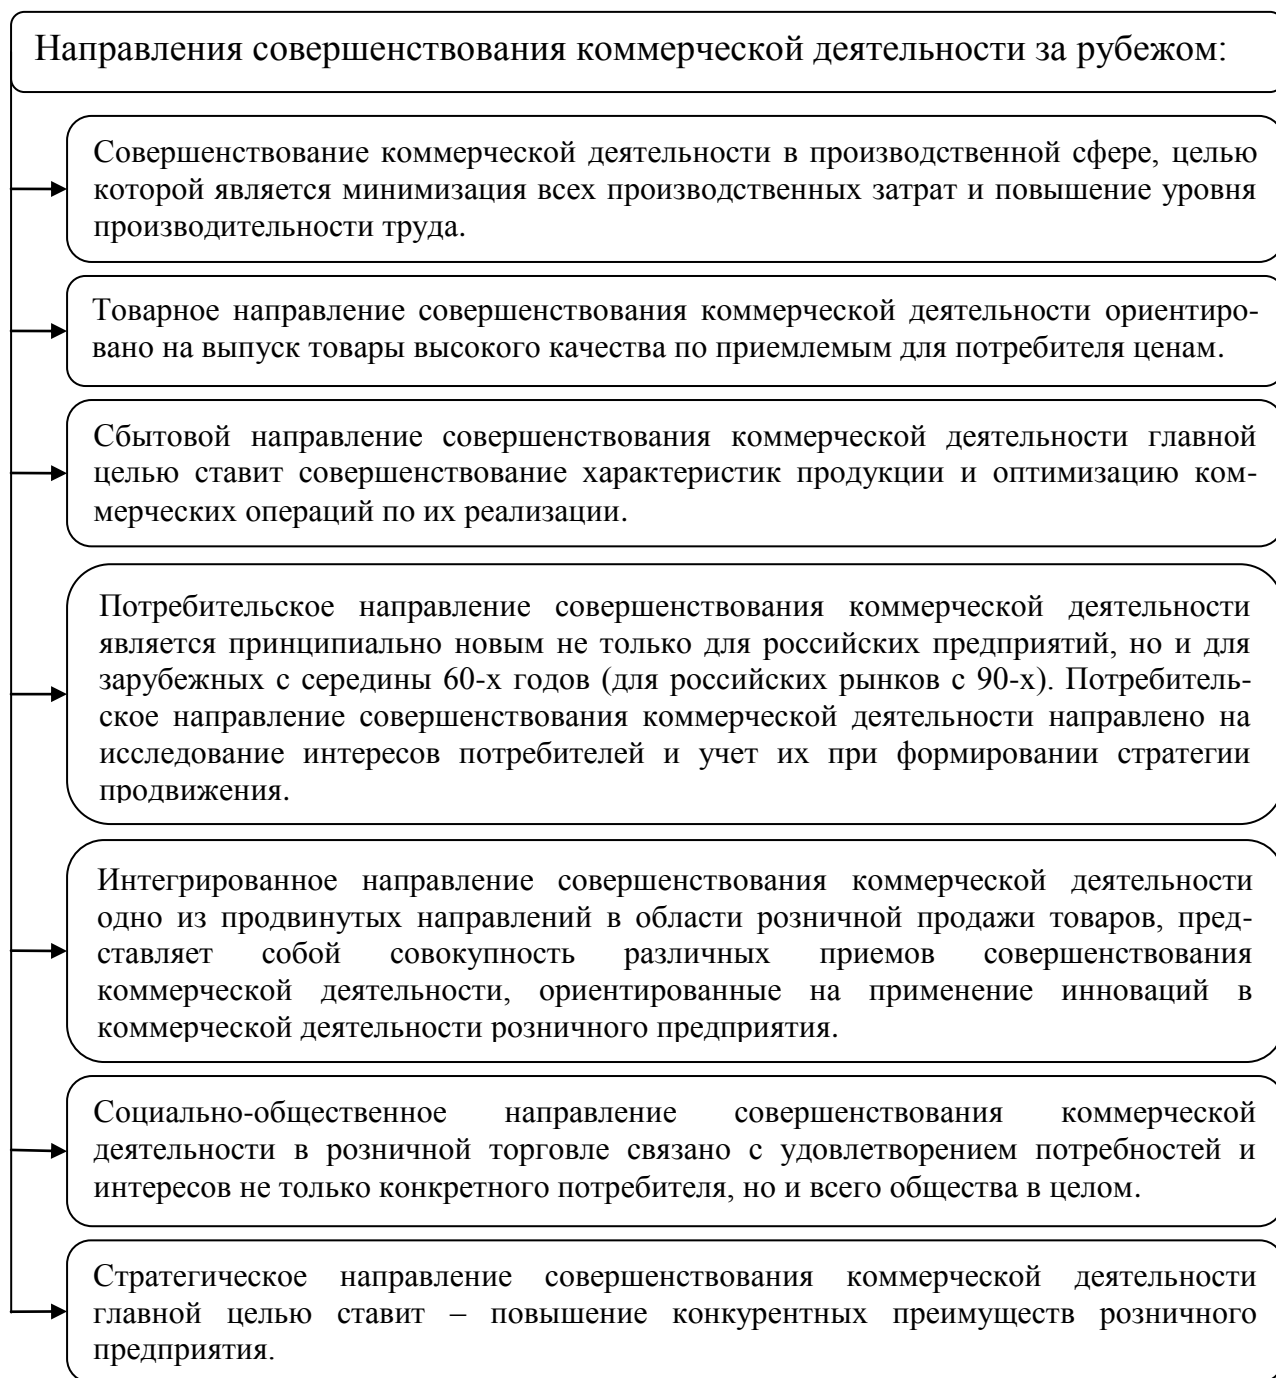 Направления совершенствования коммерческой деятельности за рубежом:
Совершенствование коммерческой деятельности в производственной сфере, целью
которой является минимизация всех производственных затрат и повышение уровня
производительности труда.
Товарное направление совершенствования коммерческой деятельности ориентиро-
вано на выпуск товары высокого качества по приемлемым для потребителя ценам.
Сбытовой направление совершенствования коммерческой деятельности главной
целью ставит совершенствование характеристик продукции и оптимизацию ком-
мерческих операций по их реализации.
Потребительское направление совершенствования коммерческой деятельности
является принципиально новым не только для российских предприятий, но и для
зарубежных с середины 60-х годов (для российских рынков с 90-х). Потребитель-
ское направление совершенствования коммерческой деятельности направлено на
исследование интересов потребителей и учет их при формировании стратегии
продвижения.
Интегрированное направление совершенствования коммерческой деятельности
одно из продвинутых направлений в области розничной продажи товаров, пред-
ставляет собой совокупность различных приемов совершенствования
коммерческой деятельности, ориентированные на применение инноваций в
коммерческой деятельности розничного предприятия.
Социально-общественное направление совершенствования коммерческой
деятельности в розничной торговле связано с удовлетворением потребностей и
интересов не только конкретного потребителя, но и всего общества в целом.
Стратегическое направление совершенствования коммерческой деятельности
главной целью ставит – повышение конкурентных преимуществ розничного
предприятия.